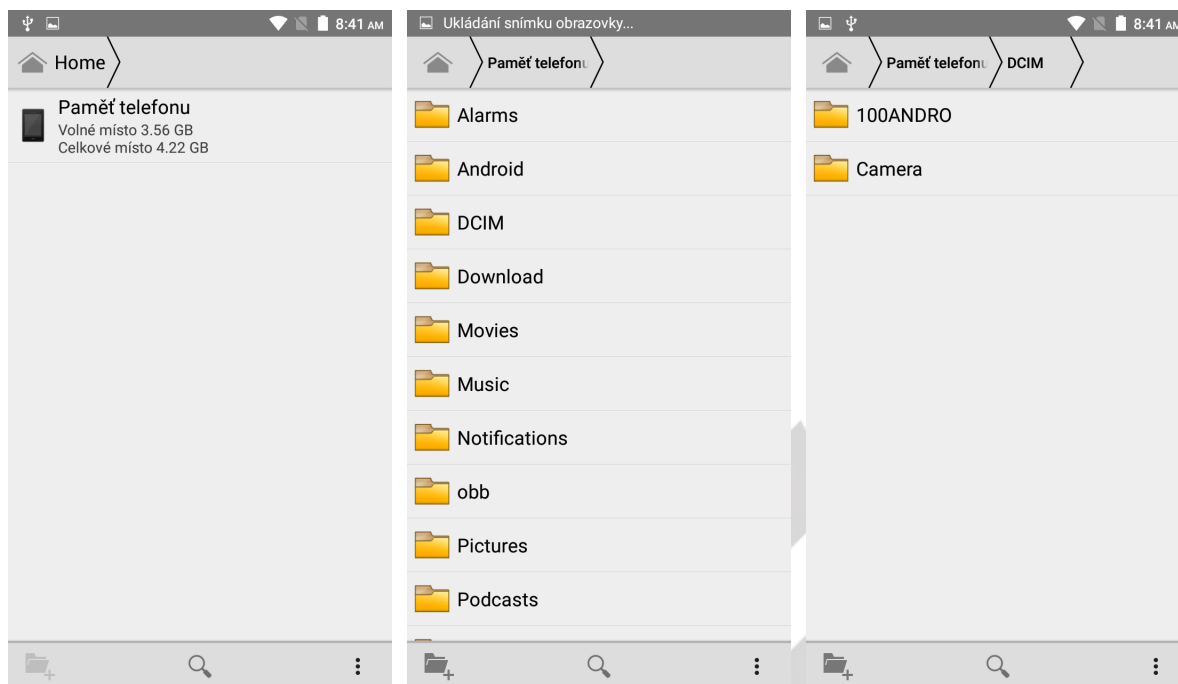 8:41 AM
Home
Paměť telefonu
Volné místo 3.56 GB
Celkové místo 4.22 GB
Ukládání snímku obrazovky...
Paměť telefonu
Alarms
Android
DCIM
Download
Movies
Music
Notifications
obb
Pictures
Podcasts
8:41 AM
Paměť telefonu
DCIM
100ANDRO
Camera